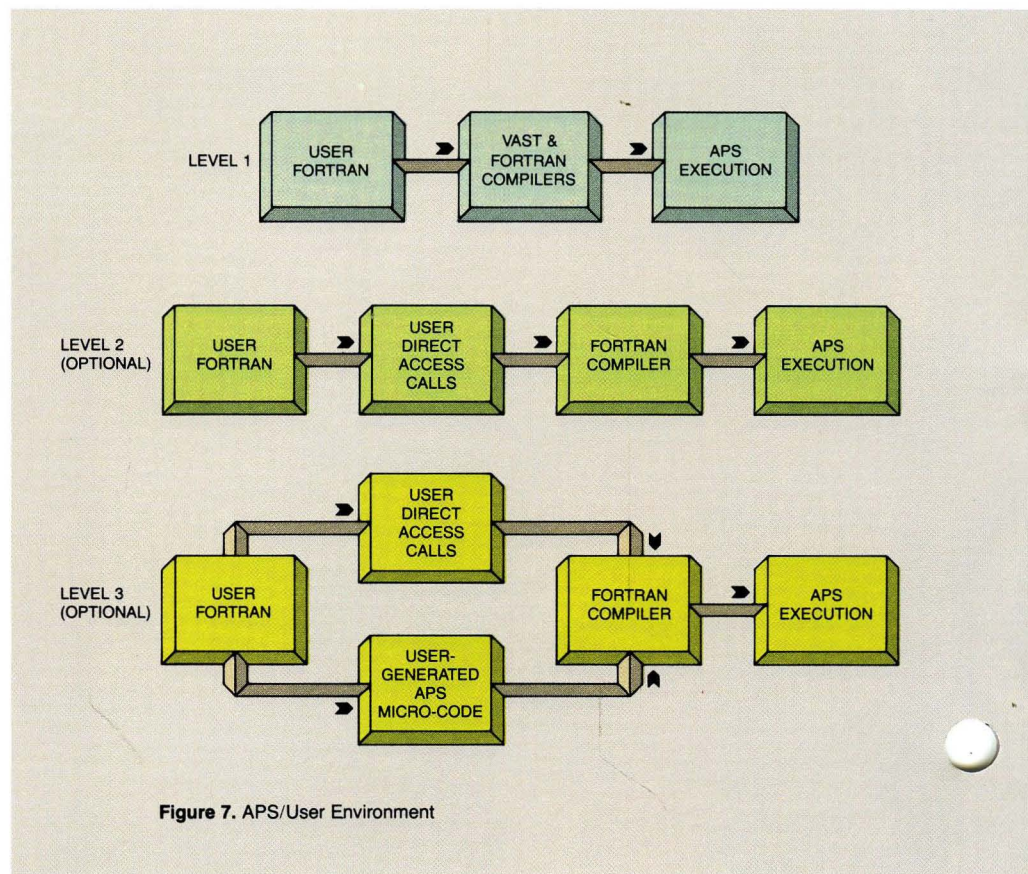 LEVEL 1
USER
FORTRAN
VAST &
FORTRAN
COMPILERS
APS
EXECUTION
LEVEL 2
(OPTIONAL)
USER
FORTRAN
USER
DIRECT
ACCESS
CALLS
FORTRAN
COMPILER
APS
EXECUTION
LEVEL 3
(OPTIONAL)
USER
FORTRAN
USER
DIRECT
ACCESS
CALLS
USER-
GENERATED
APS
MICRO-CODE
FORTRAN
COMPILER
APS
EXECUTION
Figure 7. APS/User Environment